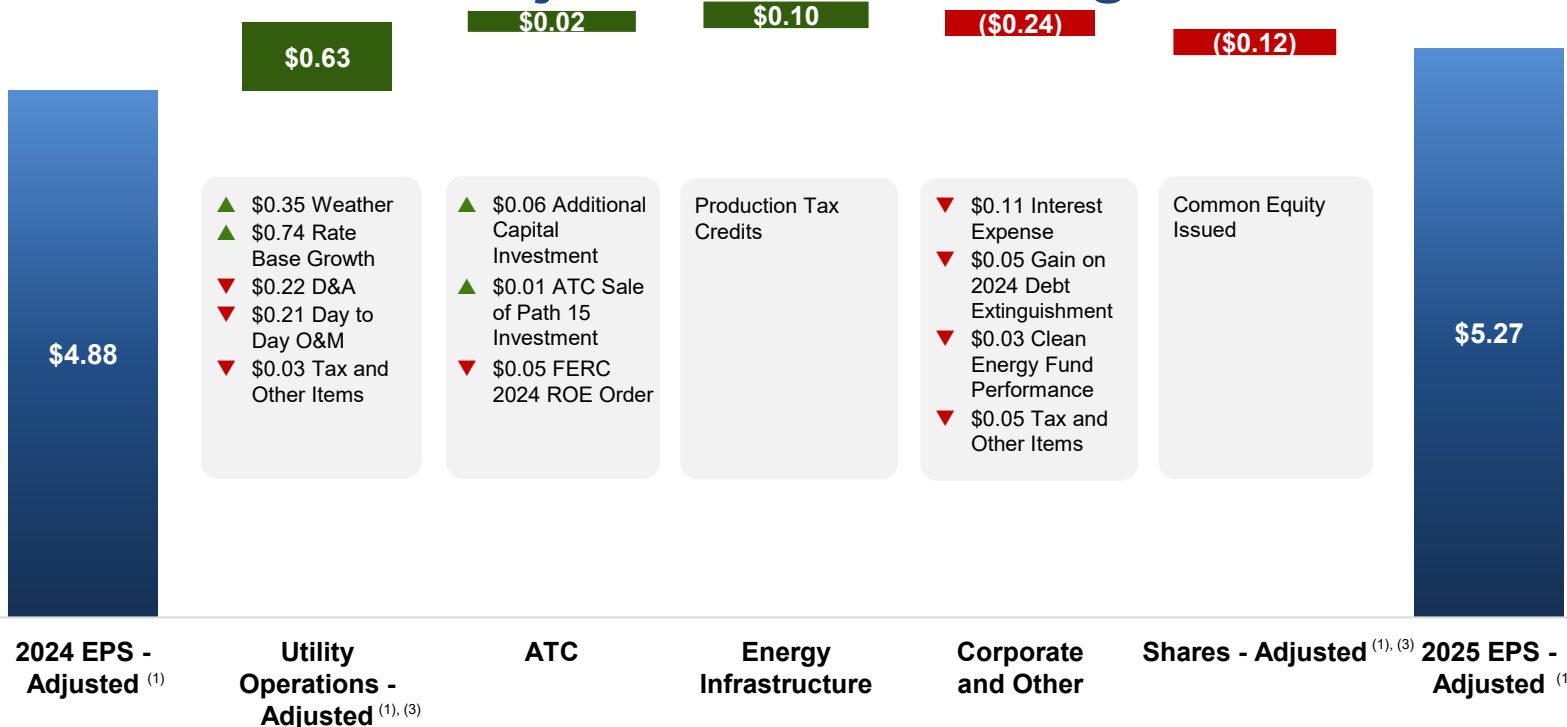 $0.63
$0.02
$0.10
($0.24)
($0.12)
$4.88
$5.27
▲ $0.35 Weather
▲ $0.74 Rate
Base Growth
▼ $0.22 D&A
▼ $0.21 Day to
Day O&M
▼ $0.03 Tax and
Other Items
▲ $0.06 Additional
Capital
Investment
▲ $0.01 ATC Sale
of Path 15
Investment
▼ $0.05 FERC
2024 ROE Order
Production Tax
Credits
▼ $0.11 Interest
Expense
▼ $0.05 Gain on
2024 Debt
Extinguishment
▼ $0.03 Clean
Energy Fund
Performance
▼ $0.05 Tax and
Other Items
Common Equity
Issued
2024 EPS -
Adjusted (1)
Utility
Operations -
Adjusted (1), (3)
ATC
Energy
Infrastructure
Corporate
and Other
Shares - Adjusted (1), (3)
2025 EPS -
Adjusted (1